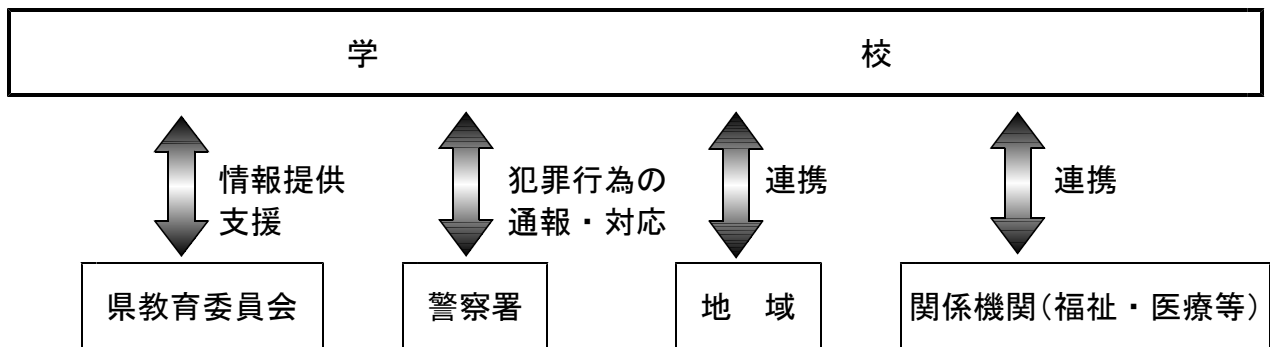 学　校
情報提供
支援
犯罪行為の
通報・対応
連携
連携
県教育委員会
警察署
地　域
関係機関(福祉・医療等)